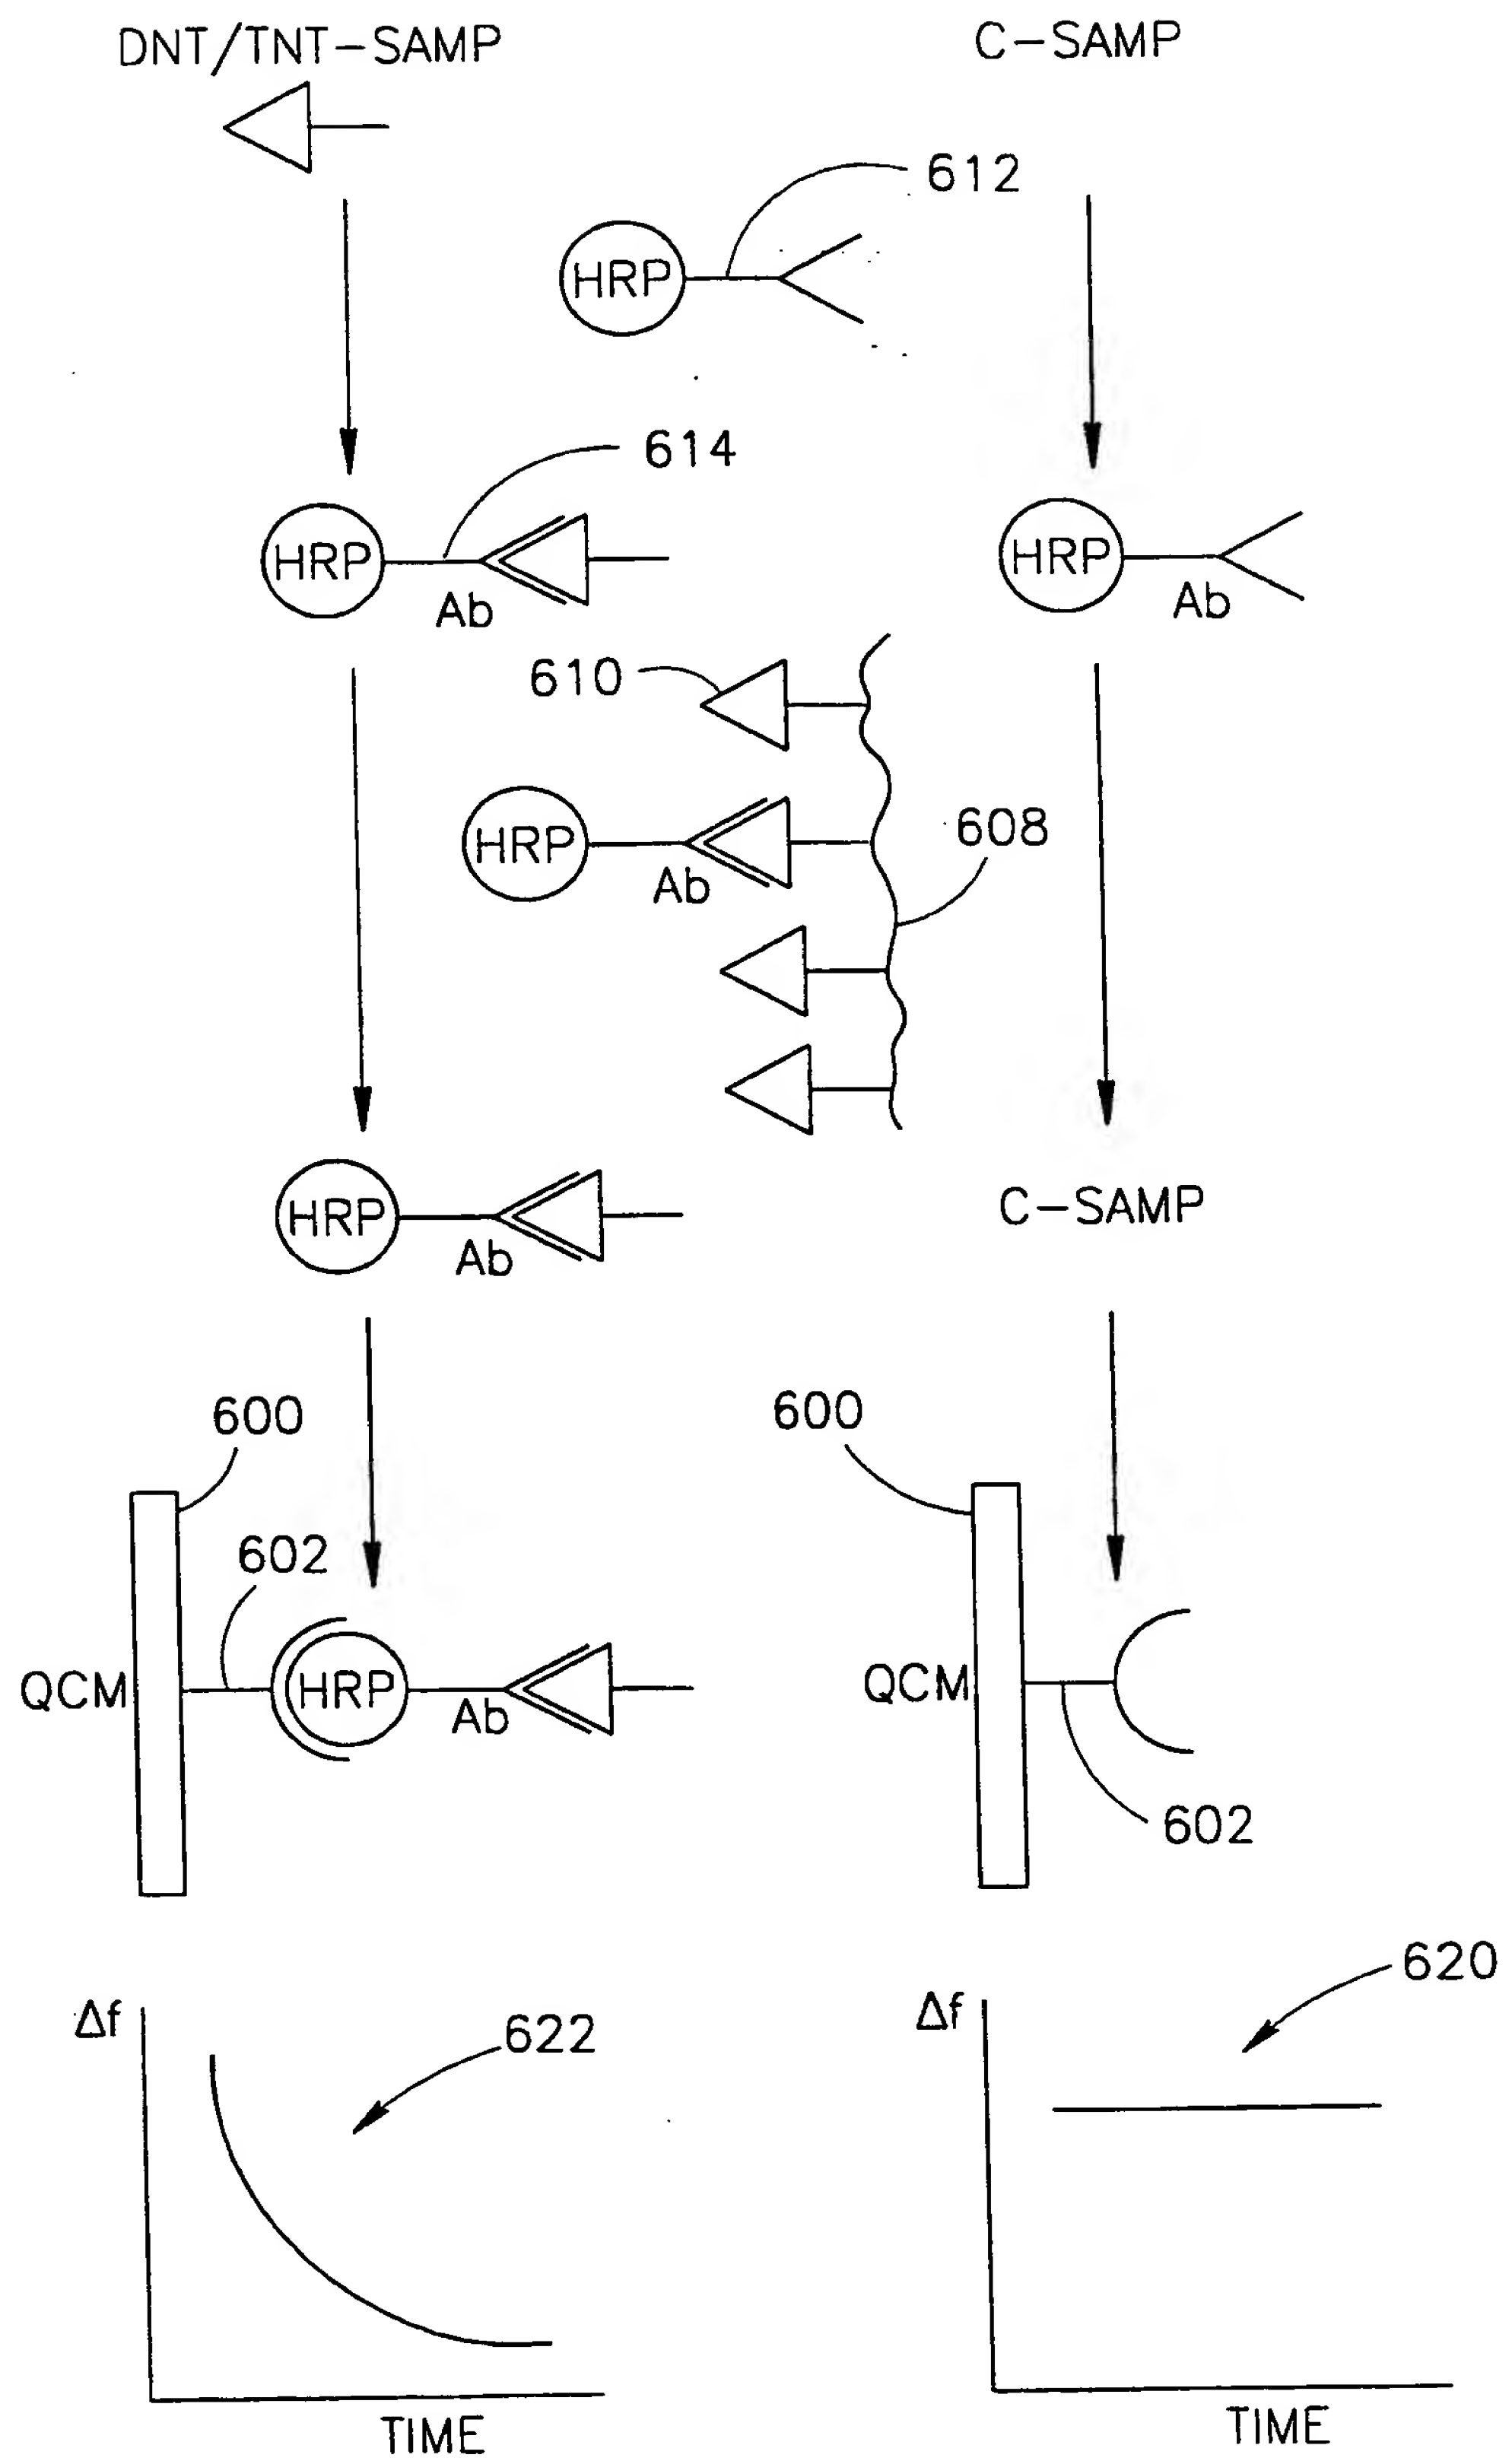 DNT/TNT-SAMP
C-SAMP
612
HRP
614
HRP
Ab
HRP
Ab
610
HRP
Ab
608
HRP
Ab
C-SAMP
600
600
602
QCM
HRP
Ab
QCM
602
Δf
622
TIME
Δf
620
TIME